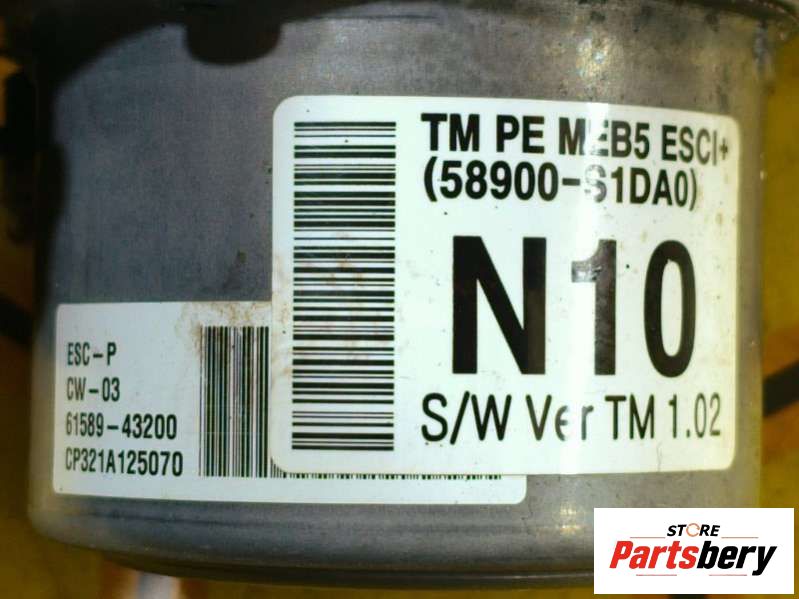 TM PE MEB5 ESCI+
(58900-S1DA0)
N10
S/W Ver TM 1.02
ESC-P
CW-03
61589-43200
CP321A125070
STORE
Partsbery